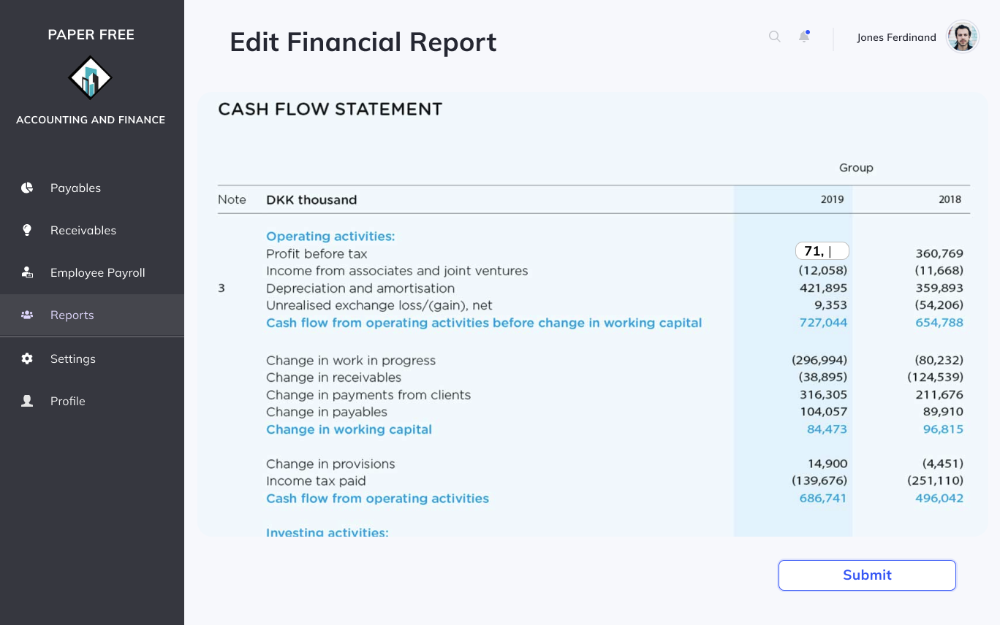 PAPER FREE
ACCOUNTING AND FINANCE
Payables
Receivables
Employee Payroll
Reports
Settings
Profile
Edit Financial Report
Jones Ferdinand
CASH FLOW STATEMENT
Group
Note DKK thousand 2019 2018
Operating activities:
Profit before tax 71, 360,769
Income from associates and joint ventures (12,058) (11,668)
3 Depreciation and amortisation 421,895 359,893
Unrealised exchange loss/(gain), net 9,353 (54,206)
Cash flow from operating activities before change in working capital 727,044 654,788
Change in work in progress (296,994) (80,232)
Change in receivables (38,895) (124,539)
Change in payments from clients 316,305 211,676
Change in payables 104,057 89,910
Change in working capital 84,473 96,815
Change in provisions 14,900 (4,451)
Income tax paid (139,676) (251,110)
Cash flow from operating activities 686,741 496,042
Investing activities:
Submit